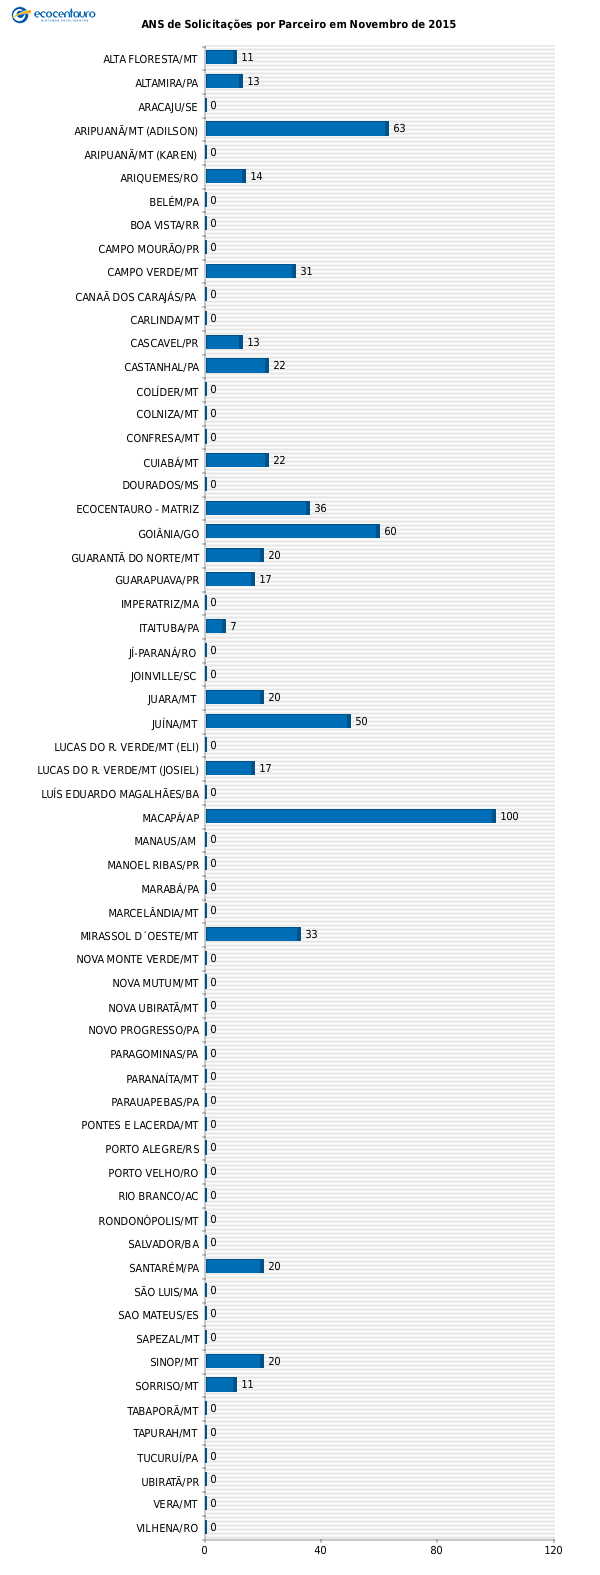 ecocentauro
ANS de Solicitações por Parceiro em Novembro de 2015
ALTA FLORESTA/MT 11
ALTAMIRA/PA 13
ARACAJU/SE 0
ARIPUANÃ/MT (ADILSON) 63
ARIPUANÃ/MT (KAREN) 0
ARIQUEMES/RO 14
BELÉM/PA 0
BOA VISTA/RR 0
CAMPO MOURÃO/PR 0
CAMPO VERDE/MT 31
CANAÃ DOS CARAJÁS/PA 0
CARLINDA/MT 0
CASCAVEL/PR 13
CASTANHAL/PA 22
COLÍDER/MT 0
COLNIZA/MT 0
CONFRESA/MT 0
CUIABÁ/MT 22
DOURADOS/MS 0
ECOCENTAURO - MATRIZ 36
GOIÂNIA/GO 60
GUARANTÃ DO NORTE/MT 20
GUARAPUAVA/PR 17
IMPERATRIZ/MA 0
ITAITUBA/PA 7
JÍ-PARANÁ/RO 0
JOINVILLE/SC 0
JUARA/MT 20
JUÍNA/MT 50
LUCAS DO R. VERDE/MT (ELI) 0
LUCAS DO R. VERDE/MT (JOSIEL) 17
LUÍS EDUARDO MAGALHÃES/BA 0
MACAPÁ/AP 100
MANAUS/AM 0
MANOEL RIBAS/PR 0
MARABÁ/PA 0
MARCELÂNDIA/MT 0
MIRASSOL D´OESTE/MT 33
NOVA MONTE VERDE/MT 0
NOVA MUTUM/MT 0
NOVA UBIRATÃ/MT 0
NOVO PROGRESSO/PA 0
PARAGOMINAS/PA 0
PARANAÍTA/MT 0
PARAUAPEBAS/PA 0
PONTES E LACERDA/MT 0
PORTO ALEGRE/RS 0
PORTO VELHO/RO 0
RIO BRANCO/AC 0
RONDONÓPOLIS/MT 0
SALVADOR/BA 0
SANTARÉM/PA 20
SÃO LUIS/MA 0
SAO MATEUS/ES 0
SAPEZAL/MT 0
SINOP/MT 20
SORRISO/MT 11
TABAPORÃ/MT 0
TAPURAH/MT 0
TUCURUÍ/PA 0
UBIRATÃ/PR 0
VERA/MT 0
VILHENA/RO 0
0 40 80 120